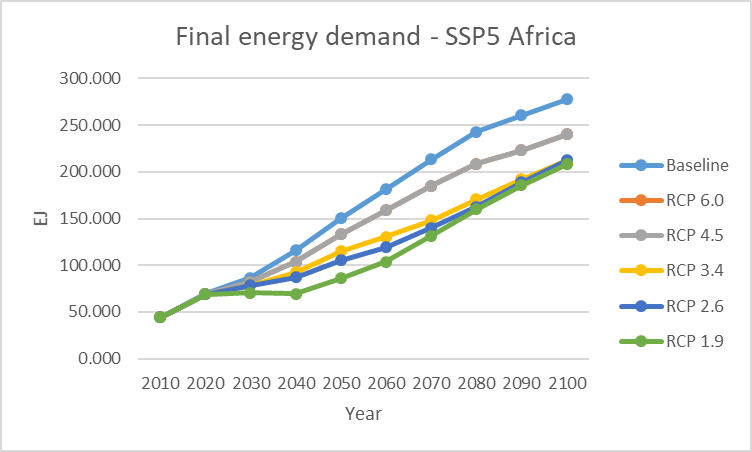 Final energy demand - SSP5 Africa
300.000
250.000
200.000
150.000
100.000
50.000
0.000
EJ
2010 2020 2030 2040 2050 2060 2070 2080 2090 2100
Year
Baseline
RCP 6.0
RCP 4.5
RCP 3.4
RCP 2.6
RCP 1.9